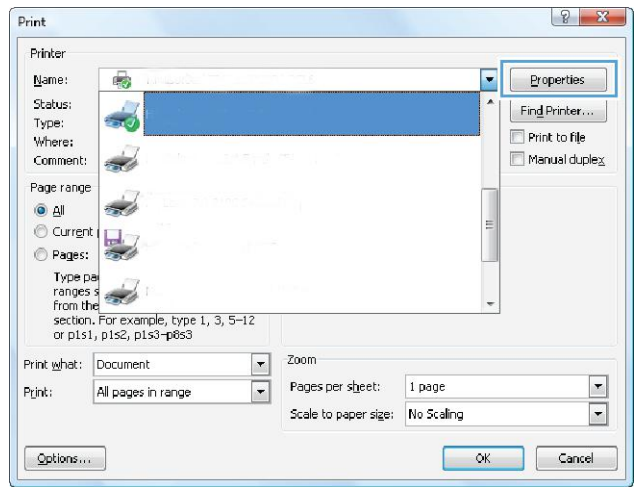 Print
Printer
Name:
Properties
Status:
Find Printer...
Type:
Print to file
Where:
Manual duplex
Comment:
Page range
All
Current
Pages:
Type pa
ranges s
from the
section. For example, type 1, 3, 5–12
or p1s1, p1s2, p1s3–p8s3
Print what: Document
Zoom
Print: All pages in range
Pages per sheet: 1 page
Scale to paper size: No Scaling
Options...
OK
Cancel